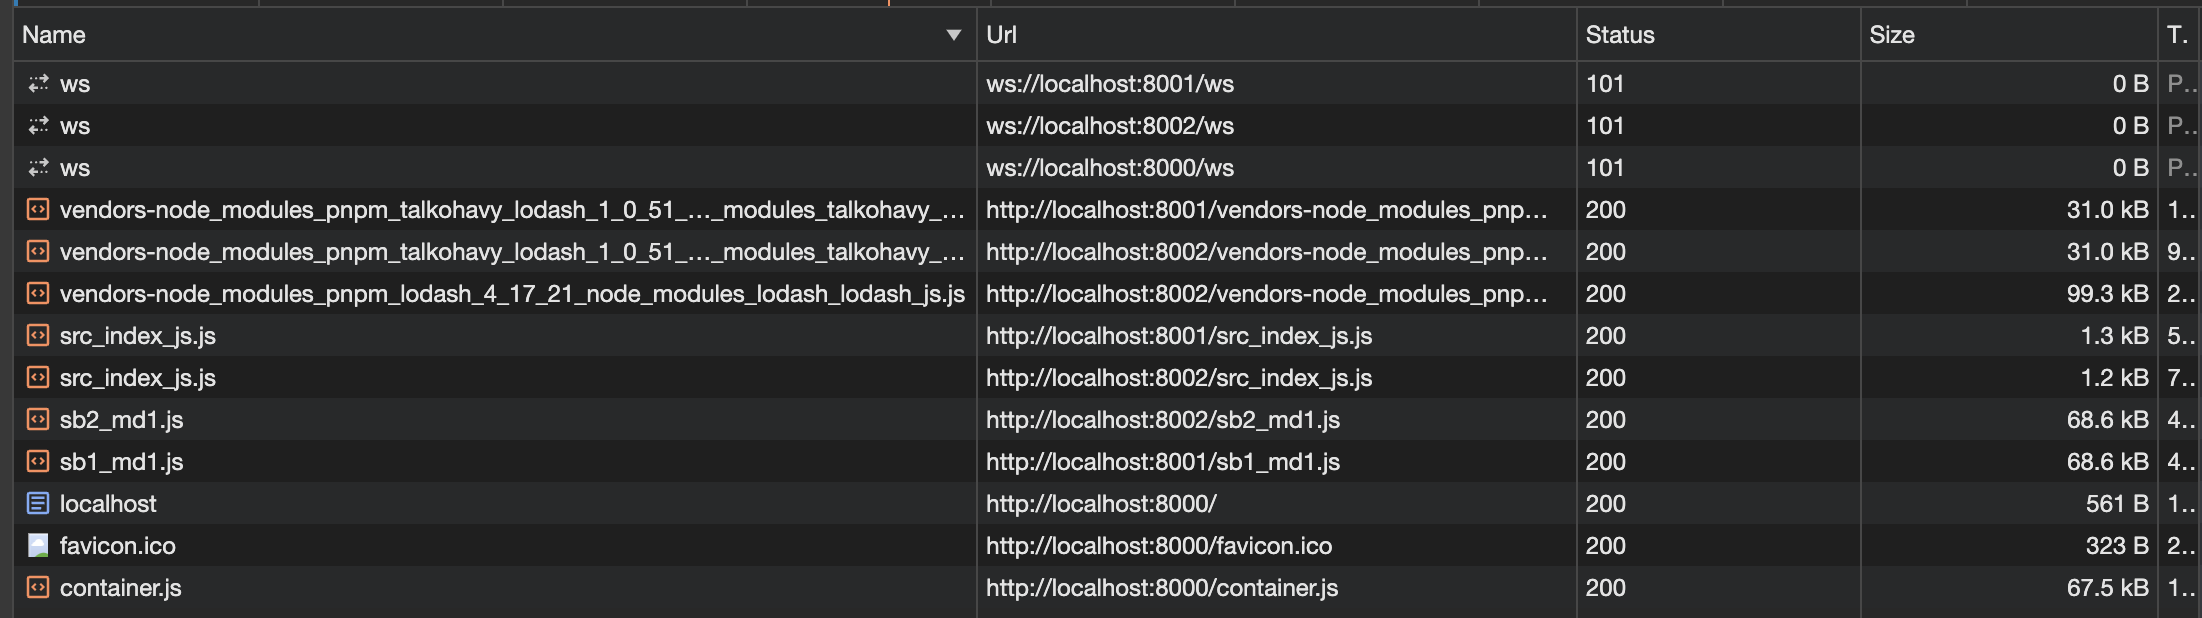 Name Url Status Size T.
ws ws://localhost:8001/ws 101 0 B P..
ws ws://localhost:8002/ws 101 0 B P..
ws ws://localhost:8000/ws 101 0 B P..
vendors-node_modules_pnpm_talkohavy_lodash_1_0_51_…_modules_talkohavy_… http://localhost:8001/vendors-node_modules_pnp… 200 31.0 kB 1..
vendors-node_modules_pnpm_talkohavy_lodash_1_0_51_…_modules_talkohavy_… http://localhost:8002/vendors-node_modules_pnp… 200 31.0 kB 9..
vendors-node_modules_pnpm_lodash_4_17_21_node_modules_lodash_lodash_js.js http://localhost:8002/vendors-node_modules_pnp… 200 99.3 kB 2..
src_index_js.js http://localhost:8001/src_index_js.js 200 1.3 kB 5..
src_index_js.js http://localhost:8002/src_index_js.js 200 1.2 kB 7..
sb2_md1.js http://localhost:8002/sb2_md1.js 200 68.6 kB 4..
sb1_md1.js http://localhost:8001/sb1_md1.js 200 68.6 kB 4..
localhost http://localhost:8000/ 200 561 B 1..
favicon.ico http://localhost:8000/favicon.ico 200 323 B 2..
container.js http://localhost:8000/container.js 200 67.5 kB 1..